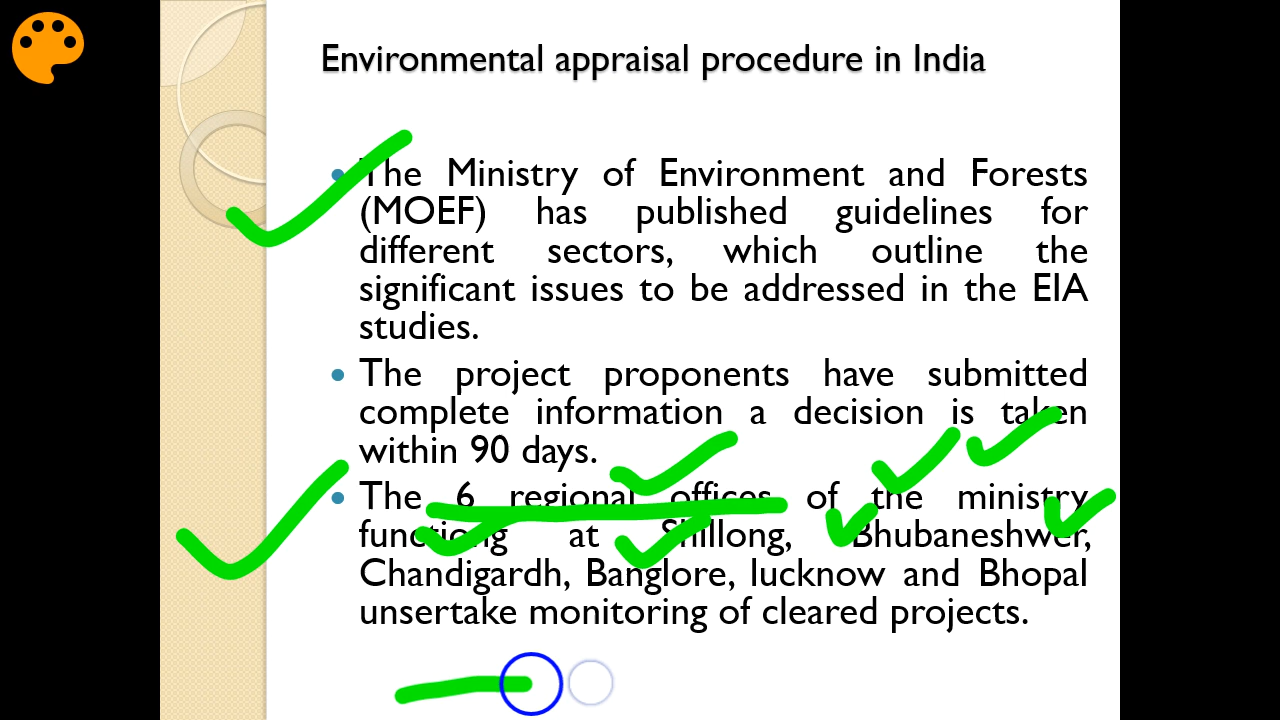 Environmental appraisal procedure in India
The Ministry of Environment and Forests
(MOEF) has published guidelines for
different sectors, which outline the
significant issues to be addressed in the EIA
studies.
The project proponents have submitted
complete information a decision is taken
within 90 days.
The 6 regional offices of the ministry
functiong at Shillong, Bhubaneshwer,
Chandigardh, Banglore, lucknow and Bhopal
unsertake monitoring of cleared projects.